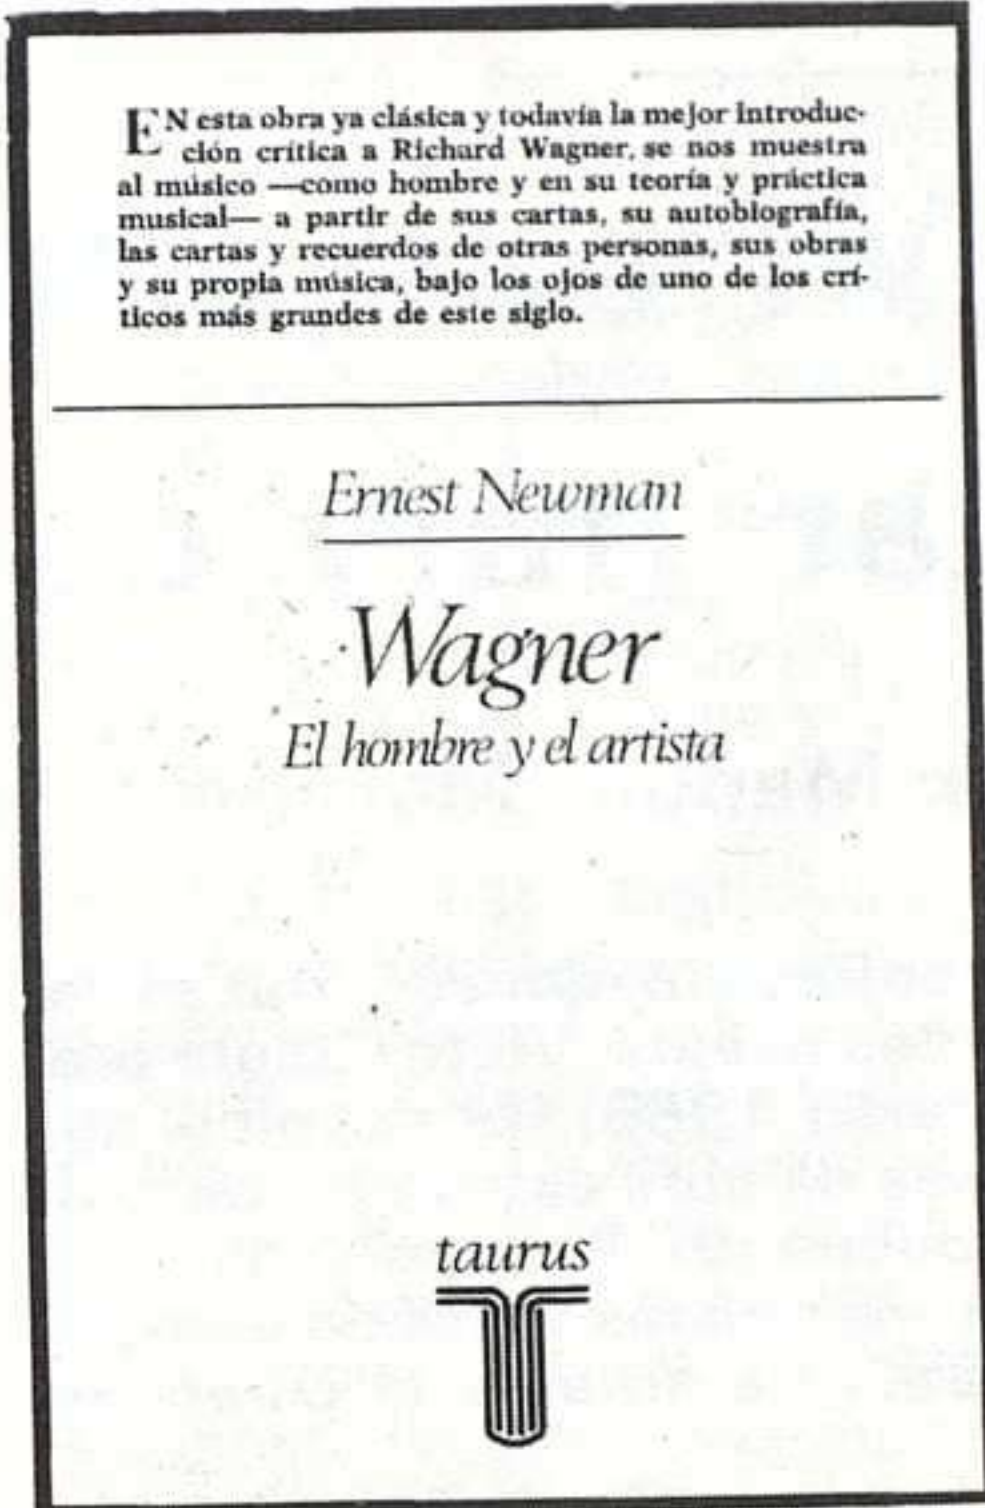 EN esta obra ya clásica y todavía la mejor introduc-
ción crítica a Richard Wagner, se nos muestra
al músico —como hombre y en su teoría y práctica
musical— a partir de sus cartas, su autobiografía,
las cartas y recuerdos de otras personas, sus obras
y su propia música, bajo los ojos de uno de los crí-
ticos más grandes de este siglo.
Ernest Newman
Wagner
El hombre y el artista
taurus